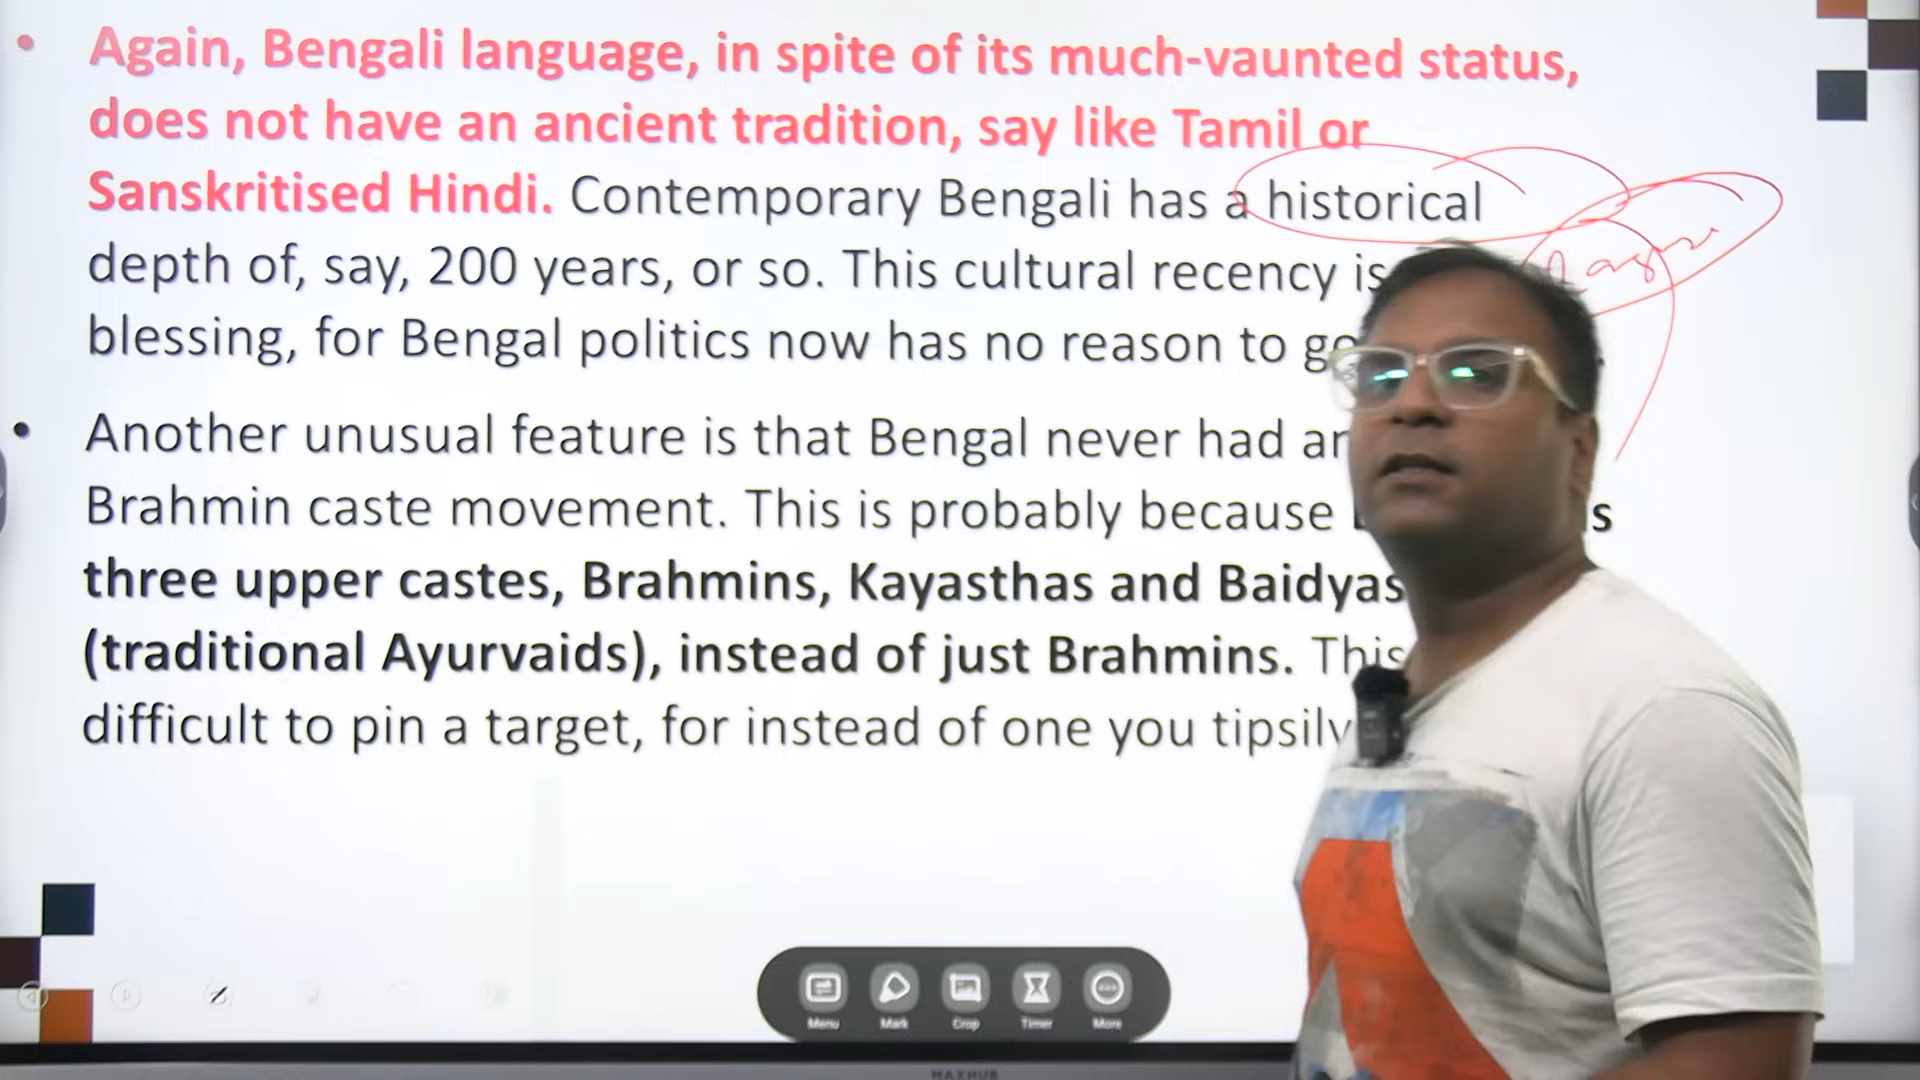 • Again, Bengali language, in spite of its much-vaunted status,
does not have an ancient tradition, say like Tamil or
Sanskritised Hindi. Contemporary Bengali has a historical
depth of, say, 200 years, or so. This cultural recency is
blessing, for Bengal politics now has no reason to
• Another unusual feature is that Bengal never had
Brahmin caste movement. This is probably because
three upper castes, Brahmins, Kayasthas and Baidyas
(traditional Ayurvaids), instead of just Brahmins. This
difficult to pin a target, for instead of one you tipsily
Menu Mark Crop Timer More
MAXHUB